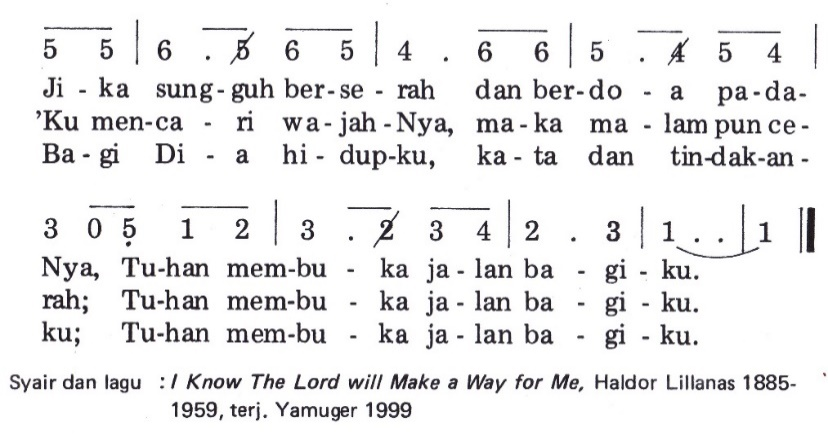 5 5 | 6 . 5̸ 6 5 | 4 . 6 6 | 5 . 4̸ 5 4 |
Ji - ka sung - guh ber - se - rah dan ber - do - a pa - da-
'Ku men-ca - ri wa - jah - Nya, ma - ka ma - lam pun ce -
Ba - gi Di - a hi - dup-ku, ka - ta dan tin-dak-an -
3 0 5̣ 1 2 | 3 . 2̸ 3 4 | 2 . 3 | 1 . . | 1 ||
Nya, Tu-han mem-bu - ka ja - lan ba - gi - ku.
rah; Tu-han mem-bu - ka ja - lan ba - gi - ku.
ku; Tu-han mem-bu - ka ja - lan ba - gi - ku.
Syair dan lagu : I Know The Lord will Make a Way for Me, Haldor Lillanas 1885-
1959, terj. Yamuger 1999